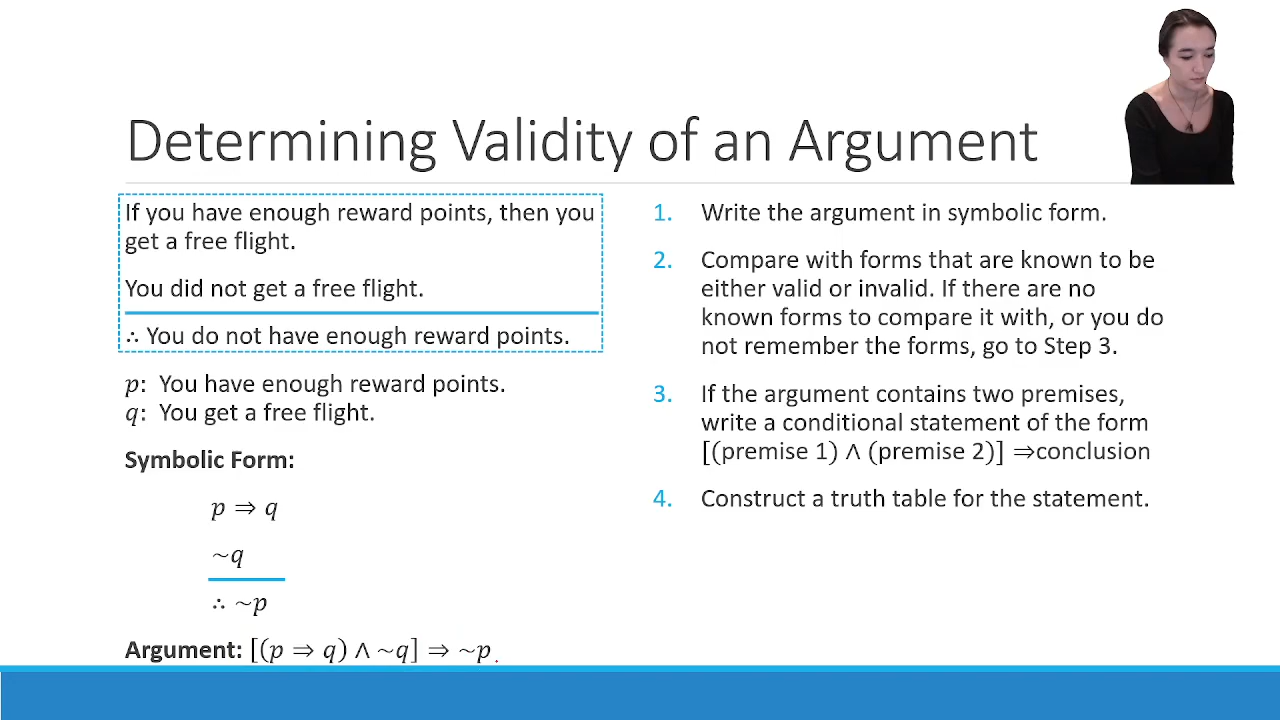 Determining Validity of an Argument
If you have enough reward points, then you
get a free flight.
You did not get a free flight.
∴ You do not have enough reward points.
p: You have enough reward points.
q: You get a free flight.
Symbolic Form:
p ⇒ q
~q
∴ ~p
Argument: [(p ⇒ q) ∧ ~q] ⇒ ~p
1. Write the argument in symbolic form.
2. Compare with forms that are known to be
either valid or invalid. If there are no
known forms to compare it with, or you do
not remember the forms, go to Step 3.
3. If the argument contains two premises,
write a conditional statement of the form
[(premise 1) ∧ (premise 2)] ⇒conclusion
4. Construct a truth table for the statement.